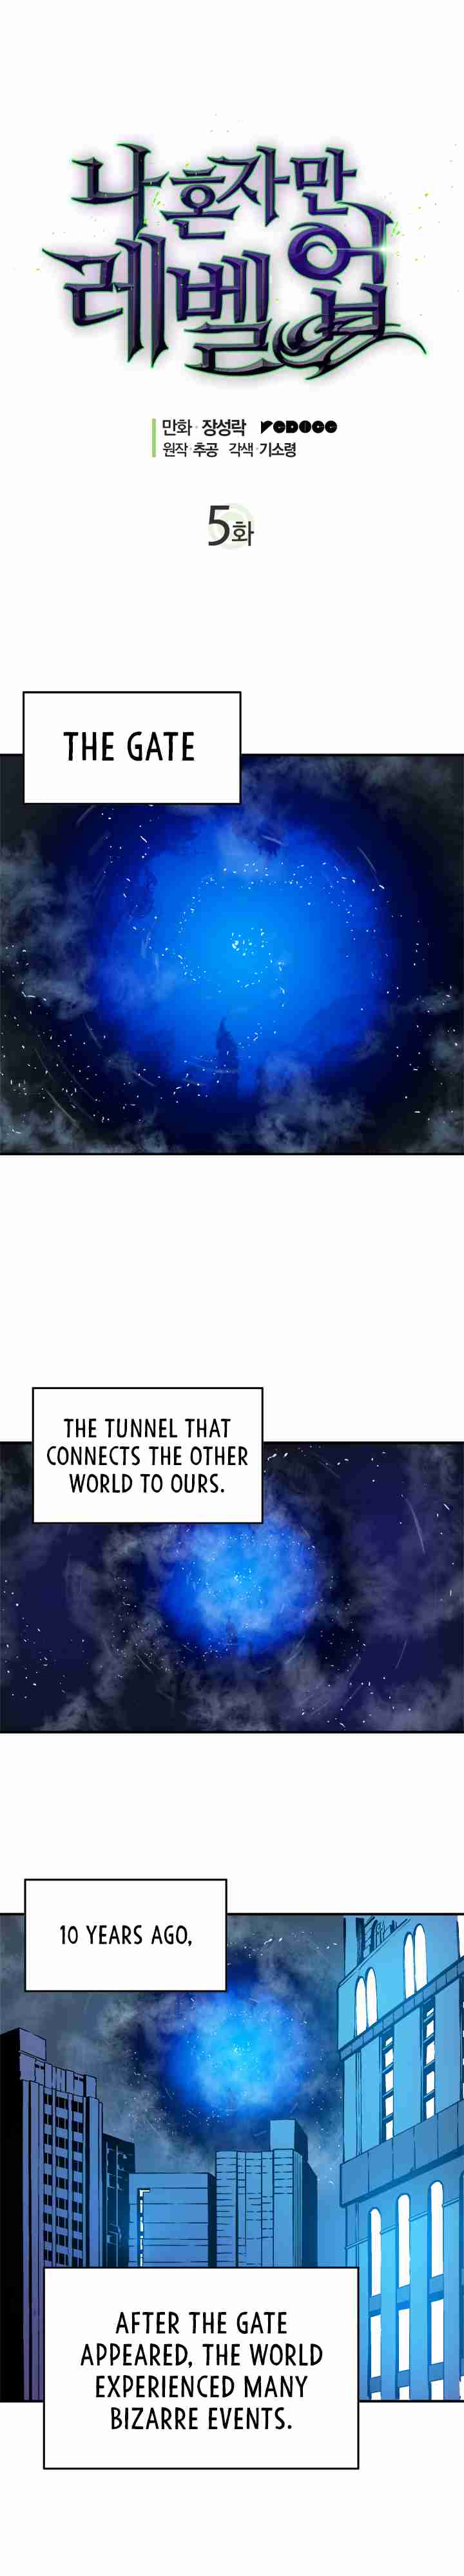 나 혼자만
레벨업
만화·장성락 REDICE
원작·추공 각색·기소령
5화
THE GATE
THE TUNNEL THAT
CONNECTS THE OTHER
WORLD TO OURS.
10 YEARS AGO,
AFTER THE GATE
APPEARED, THE WORLD
EXPERIENCED MANY
BIZARRE EVENTS.